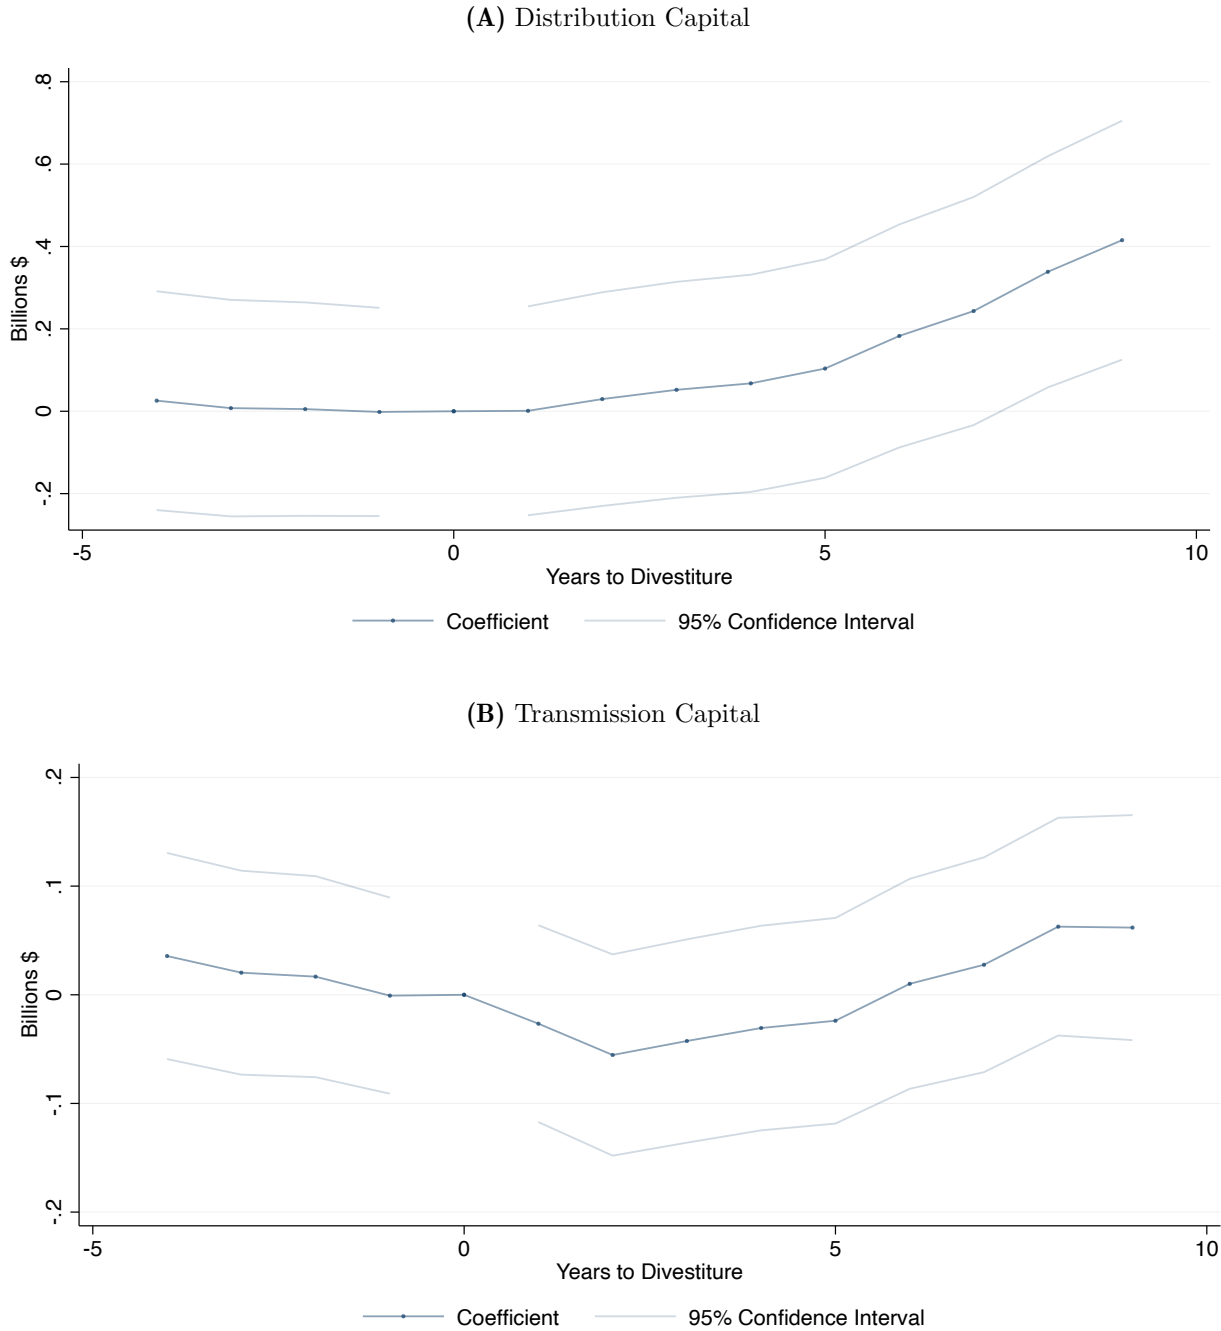 (A) Distribution Capital
.8
.6
.4
.2
0
-.2
Billions $
-5 0 5 10
Years to Divestiture
Coefficient 95% Confidence Interval
(B) Transmission Capital
.2
.1
0
-.1
-.2
Billions $
-5 0 5 10
Years to Divestiture
Coefficient 95% Confidence Interval